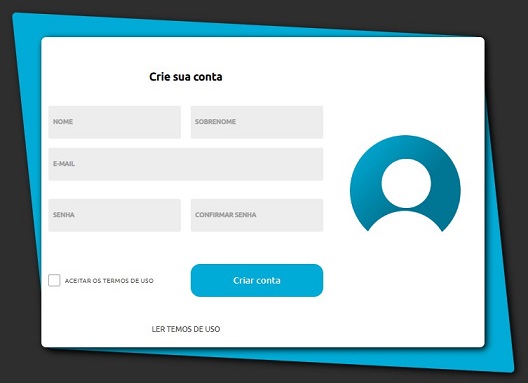 Crie sua conta
NOME
SOBRENOME
E-MAIL
SENHA
CONFIRMAR SENHA
ACEITAR OS TERMOS DE USO
Criar conta
LER TEMOS DE USO